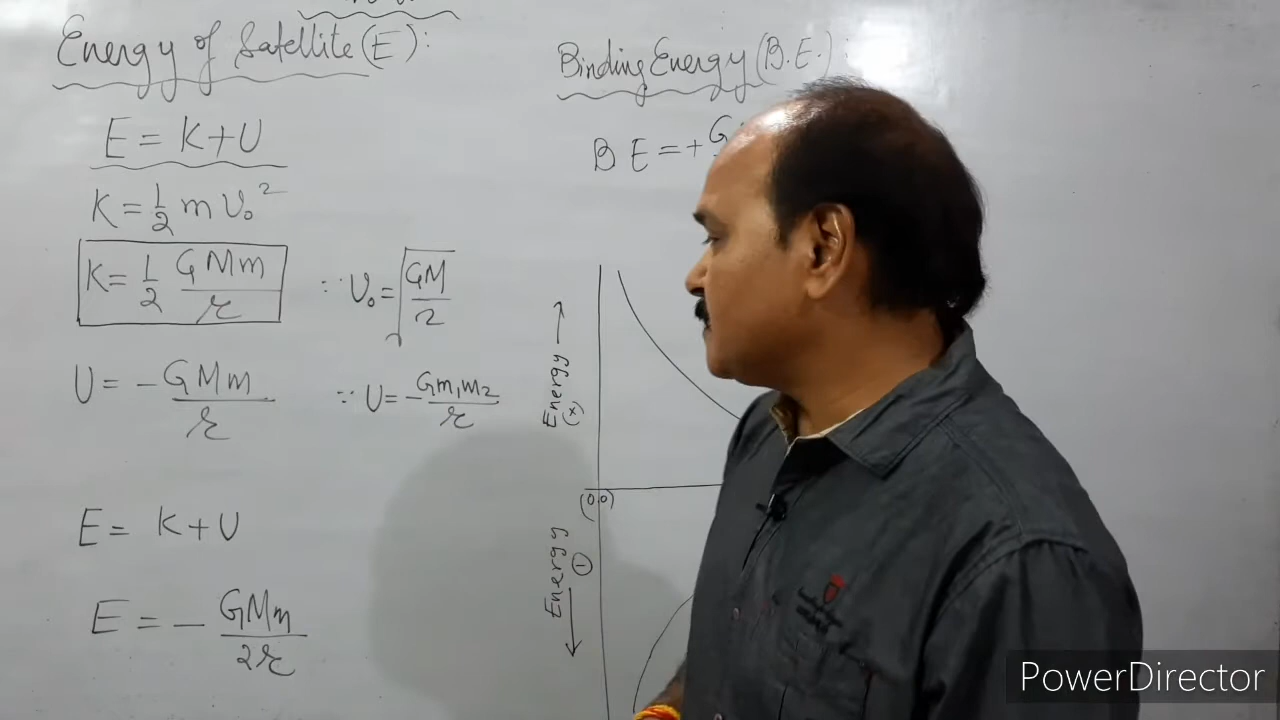 Energy of Satellite (E):
E = K+U
K = 1/2 m v₀²
K = 1/2 GMm/r
∵ v₀ = √(GM/r)
U = -GMm/r
∵ U = -Gm₁m₂/r
E = K+U
E = - GMm/2r
Binding Energy (B.E.):
B E = + G
Energy →
(+)
(0,0)
Energy →
(-)
PowerDirector